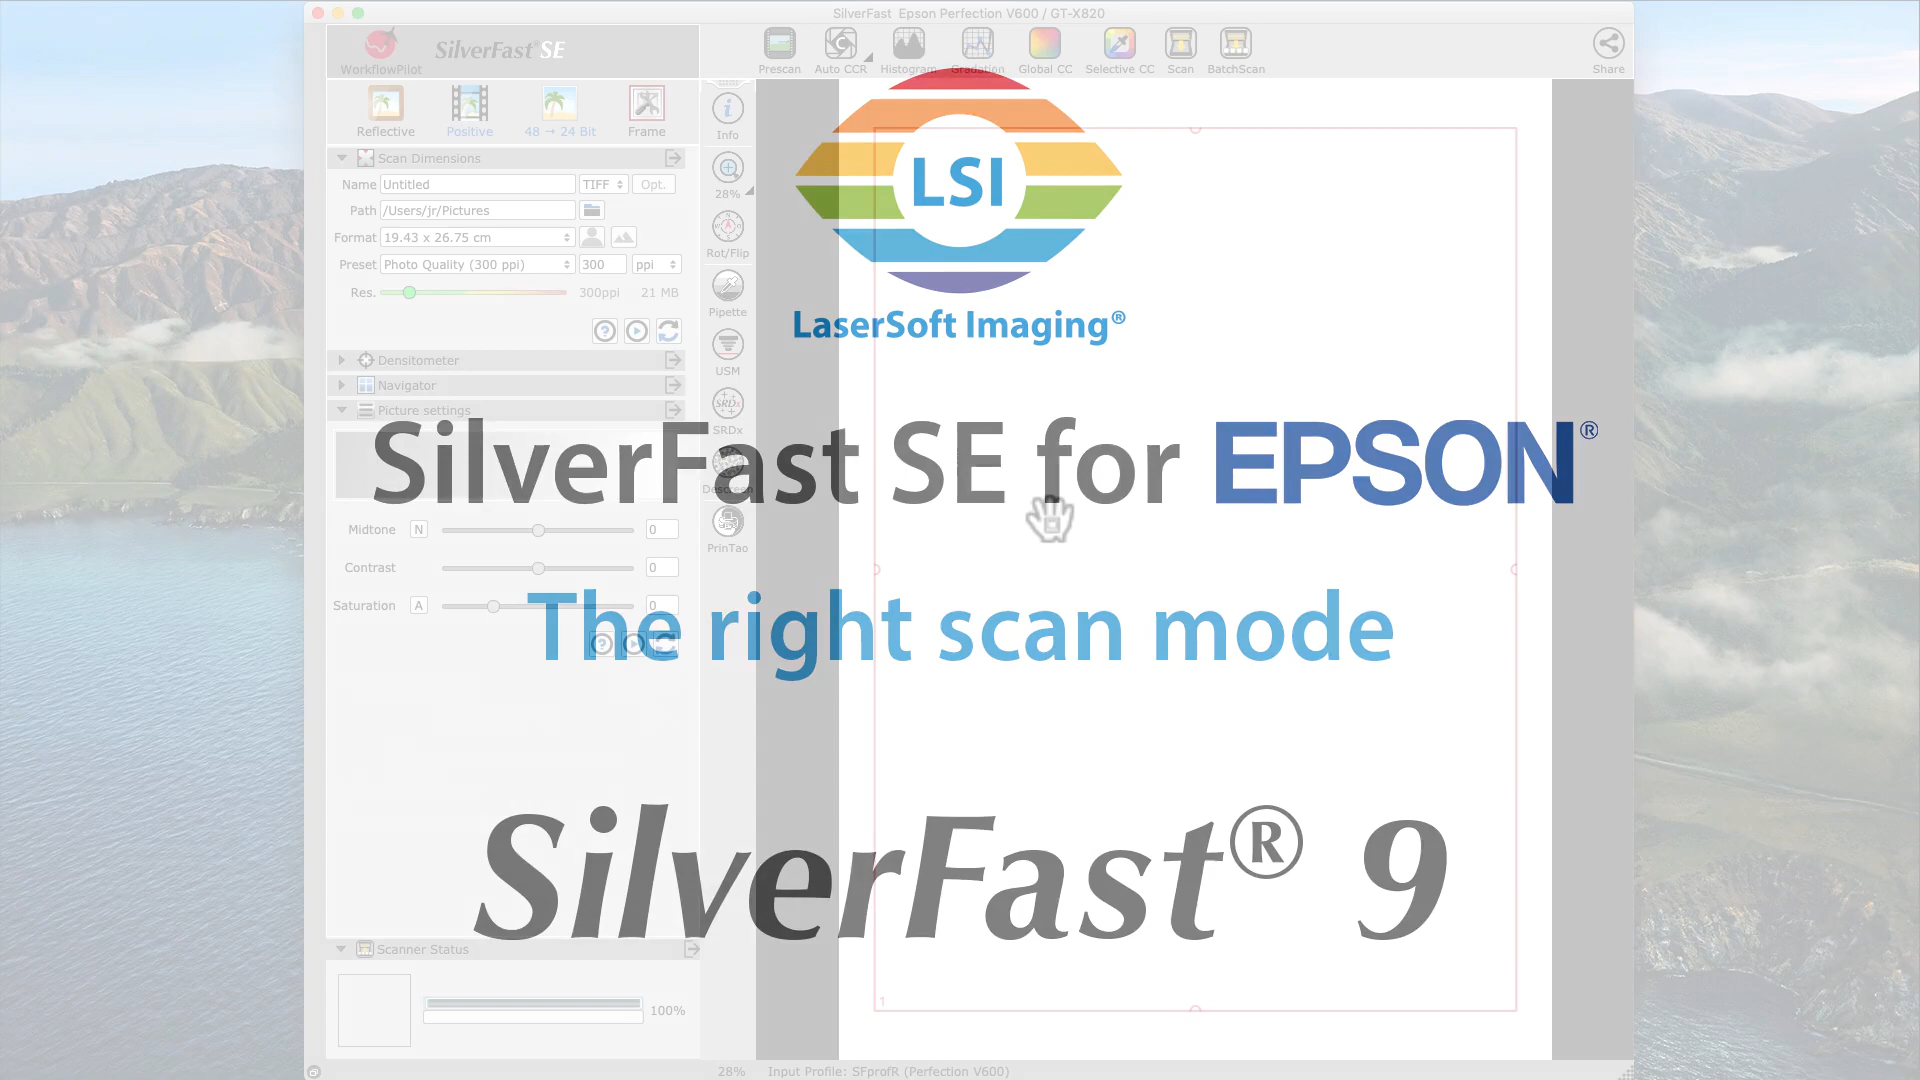 SilverFast Epson Perfection V600 / GT-X820
WorkflowPilot
SilverFast® SE
Prescan
Auto CCR
Histogram
Gradation
Global CC
Selective CC
Scan
BatchScan
Share
Reflective
Positive
48 → 24 Bit
Frame
Info
28%
Rot/Flip
Pipette
USM
SRDx
SRDx
Descreen
PrinTao
Scan Dimensions
Name Untitled TIFF Opt.
Path /Users/jr/Pictures
Format 19.43 x 26.75 cm
Preset Photo Quality (300 ppi) 300 ppi
Res. 300ppi 21 MB
Densitometer
Navigator
Picture settings
Midtone N 0
Contrast 0
Saturation A 0
LSI
LaserSoft Imaging®
SilverFast SE for EPSON®
The right scan mode
SilverFast® 9
Scanner Status
100%
1
28% Input Profile: SFprofR (Perfection V600)